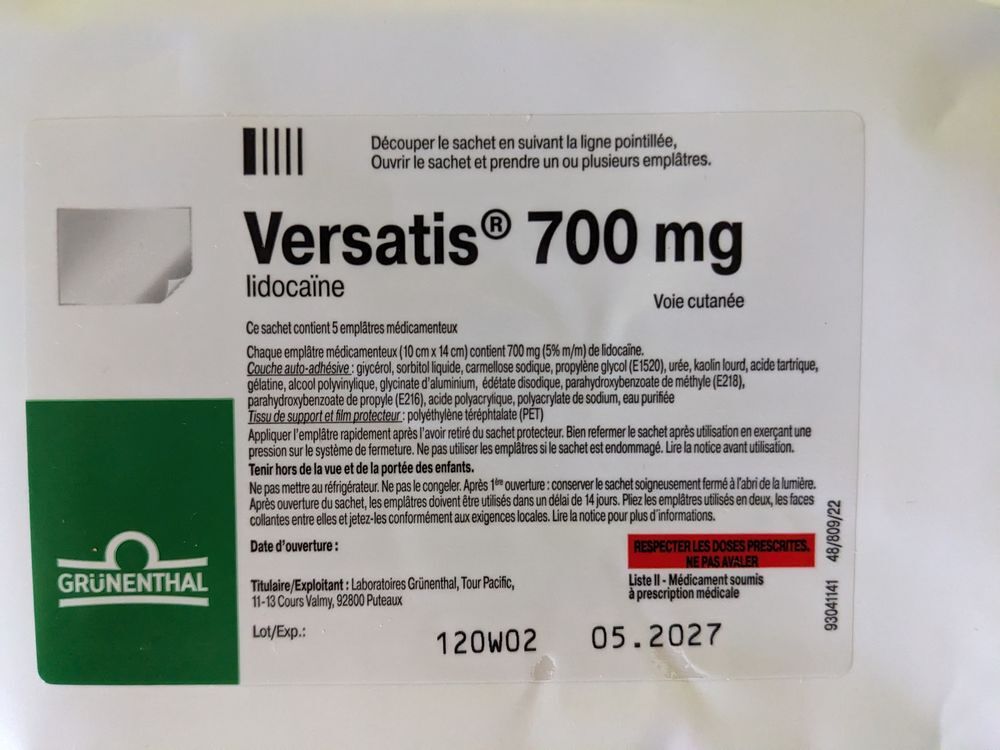 Découper le sachet en suivant la ligne pointillée,
Ouvrir le sachet et prendre un ou plusieurs emplâtres.
Versatis® 700 mg
lidocaïne
Voie cutanée
Ce sachet contient 5 emplâtres médicamenteux
Chaque emplâtre médicamenteux (10 cm x 14 cm) contient 700 mg (5% m/m) de lidocaïne.
Couche auto-adhésive : glycérol, sorbitol liquide, carmellose sodique, propylène glycol (E1520), urée, kaolin lourd, acide tartrique,
gélatine, alcool polyvinylique, glycinate d'aluminium, édétate disodique, parahydroxybenzoate de méthyle (E218),
parahydroxybenzoate de propyle (E216), acide polyacrylique, polyacrylate de sodium, eau purifiée
Tissu de support et film protecteur : polyéthylène téréphtalate (PET)
Appliquer l'emplâtre rapidement après l'avoir retiré du sachet protecteur. Bien refermer le sachet après utilisation en exerçant une
pression sur le système de fermeture. Ne pas utiliser les emplâtres si le sachet est endommagé. Lire la notice avant utilisation.
Tenir hors de la vue et de la portée des enfants.
Ne pas mettre au réfrigérateur. Ne pas le congeler. Après 1ère ouverture : conserver le sachet soigneusement fermé à l'abri de la lumière.
Après ouverture du sachet, les emplâtres doivent être utilisés dans un délai de 14 jours. Pliez les emplâtres utilisés en deux, les faces
collantes entre elles et jetez-les conformément aux exigences locales. Lire la notice pour plus d'informations.
Date d'ouverture :
RESPECTER LES DOSES PRESCRITES.
NE PAS AVALER
Liste II - Médicament soumis
à prescription médicale
GRÜNENTHAL
Titulaire/Exploitant : Laboratoires Grünenthal, Tour Pacific,
11-13 Cours Valmy, 92800 Puteaux
Lot/Exp.:
120W02 05.2027
93041141 48/809/22